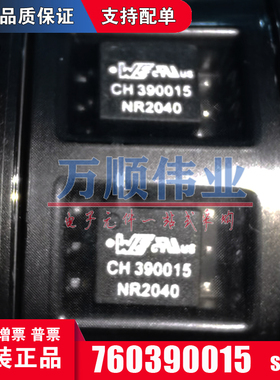 品质保证
支持配单
CH 390015
NR2040
万顺伟业
电子元件一站式采购
CH 390015
NR2040
增票 普票
装正品
760390015
S